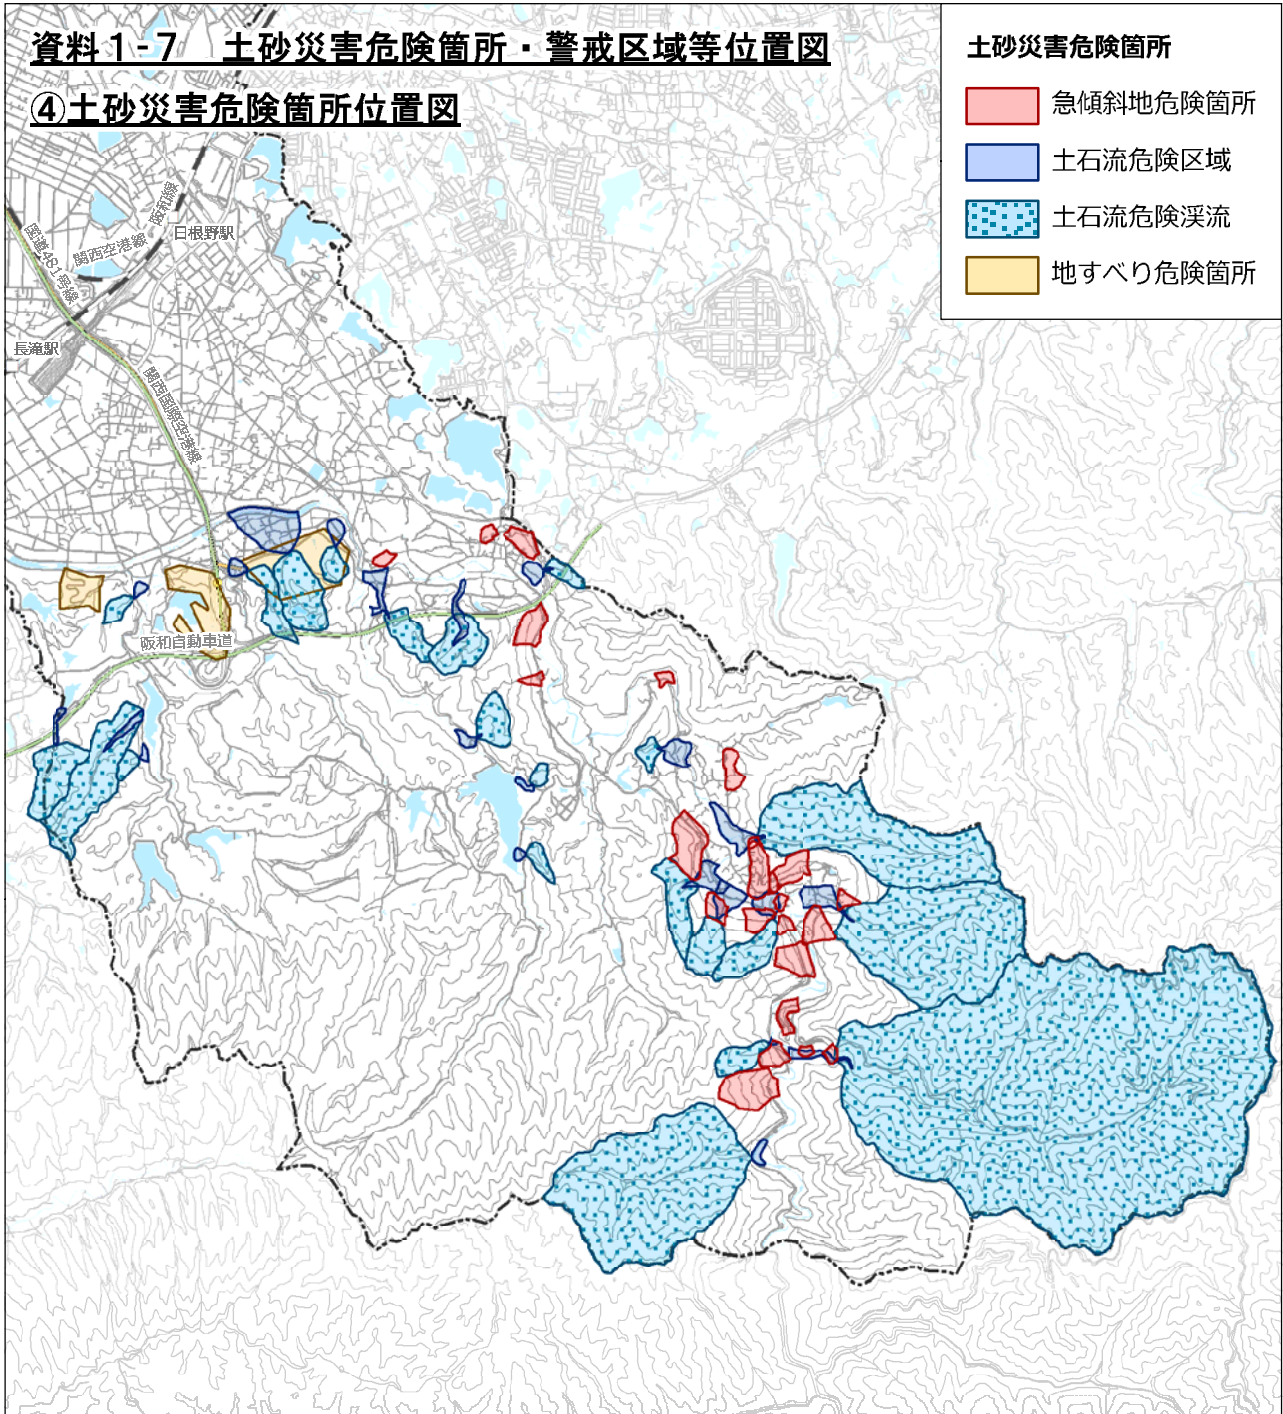 資料1-7　土砂災害危険箇所・警戒区域等位置図
④土砂災害危険箇所位置図
土砂災害危険箇所
急傾斜地危険箇所
土石流危険区域
土石流危険渓流
地すべり危険箇所
阪和線
日根野駅
関西空港線
国道481号線
長滝駅
関西国際空港線
阪和自動車道